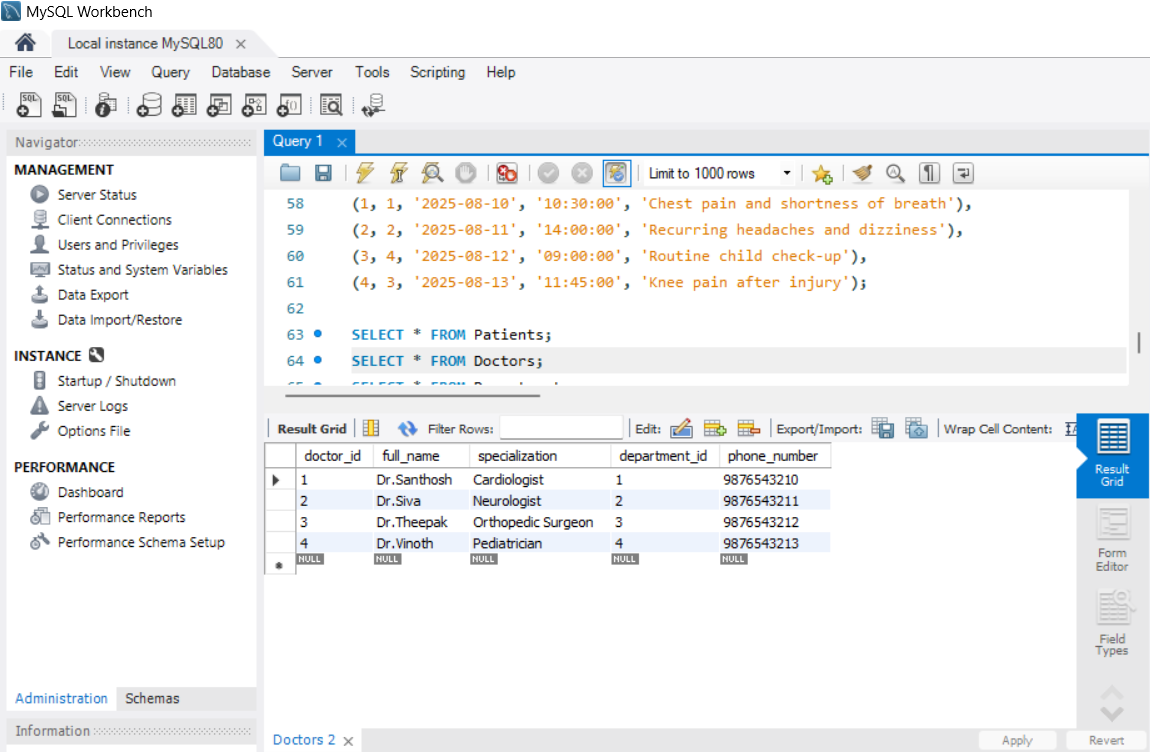 MySQL Workbench
Local instance MySQL80
File Edit View Query Database Server Tools Scripting Help
Navigator
MANAGEMENT
Server Status
Client Connections
Users and Privileges
Status and System Variables
Data Export
Data Import/Restore
INSTANCE
Startup / Shutdown
Server Logs
Options File
PERFORMANCE
Dashboard
Performance Reports
Performance Schema Setup
Administration Schemas
Information
Query 1
Limit to 1000 rows
58 (1, 1, '2025-08-10', '10:30:00', 'Chest pain and shortness of breath'),
59 (2, 2, '2025-08-11', '14:00:00', 'Recurring headaches and dizziness'),
60 (3, 4, '2025-08-12', '09:00:00', 'Routine child check-up'),
61 (4, 3, '2025-08-13', '11:45:00', 'Knee pain after injury');
62
63 SELECT * FROM Patients;
64 SELECT * FROM Doctors;
Result Grid Filter Rows: Edit: Export/Import: Wrap Cell Content:
doctor_id full_name specialization department_id phone_number
1 Dr.Santhosh Cardiologist 1 9876543210
2 Dr.Siva Neurologist 2 9876543211
3 Dr.Theepak Orthopedic Surgeon 3 9876543212
4 Dr.Vinoth Pediatrician 4 9876543213
NULL NULL NULL NULL NULL
Result
Grid
Form
Editor
Field
Types
Doctors 2
Apply Revert